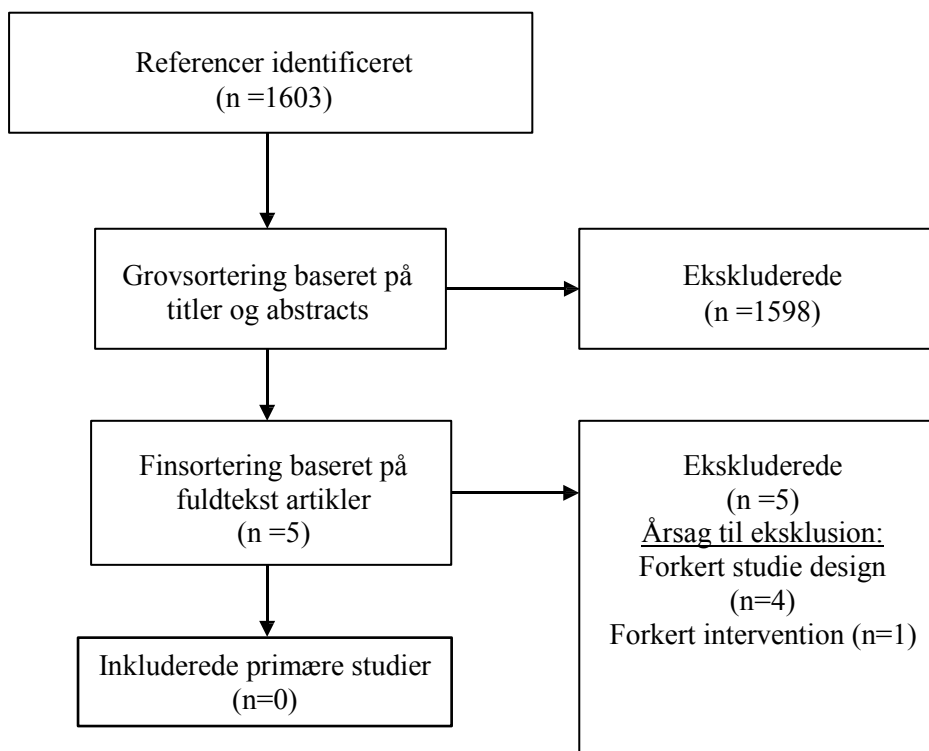 Referencer identificeret
(n =1603)
Grovsortering baseret på
titler og abstracts
Ekskluderede
(n =1598)
Finsortering baseret på
fuldtekst artikler
(n =5)
Ekskluderede
(n =5)
Årsag til eksklusion:
Forkert studie design
(n=4)
Forkert intervention (n=1)
Inkluderede primære studier
(n=0)